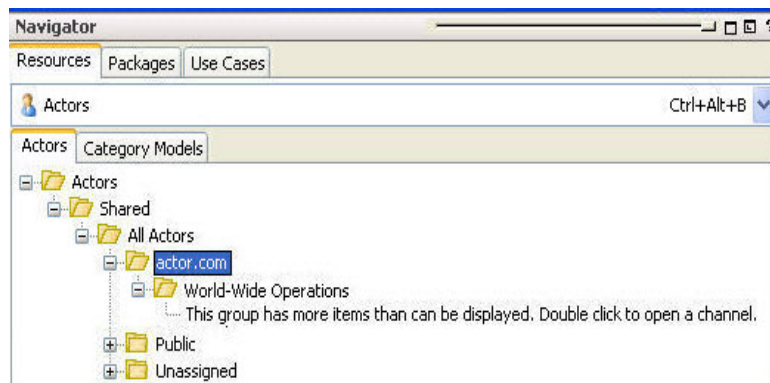 Navigator
Resources Packages Use Cases
Actors Ctrl+Alt+B
Actors Category Models
Actors
Shared
All Actors
actor.com
World-Wide Operations
This group has more items than can be displayed. Double click to open a channel.
Public
Unassigned